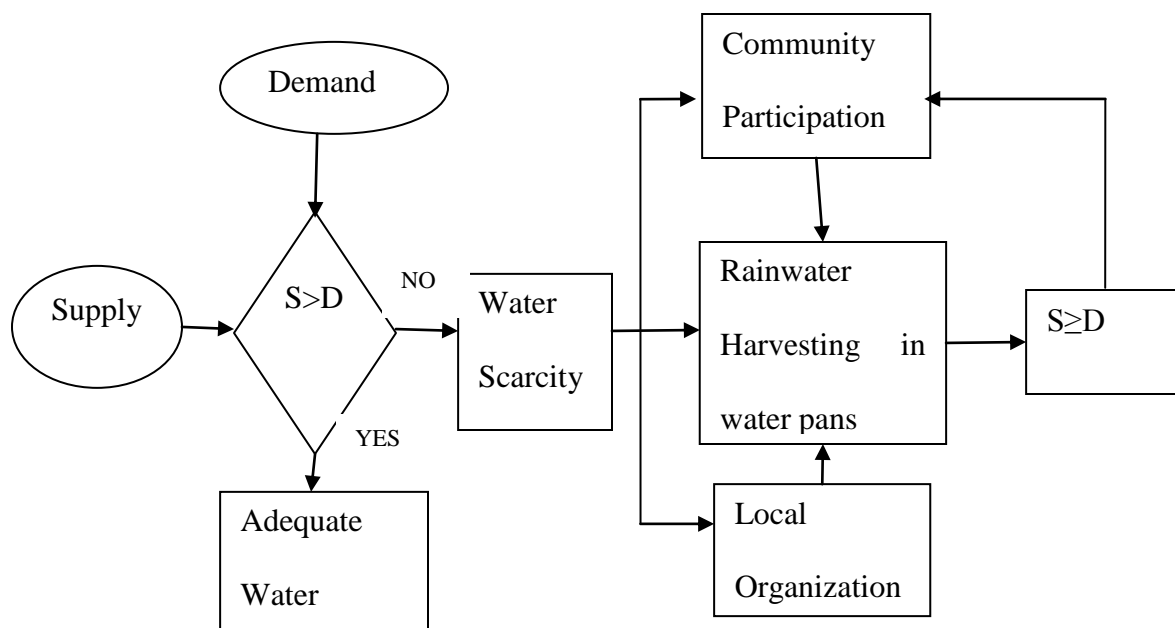 Demand
Supply
S>D
NO
YES
Adequate
Water
Water
Scarcity
Community
Participation
Rainwater
Harvesting in
water pans
Local
Organization
S≥D